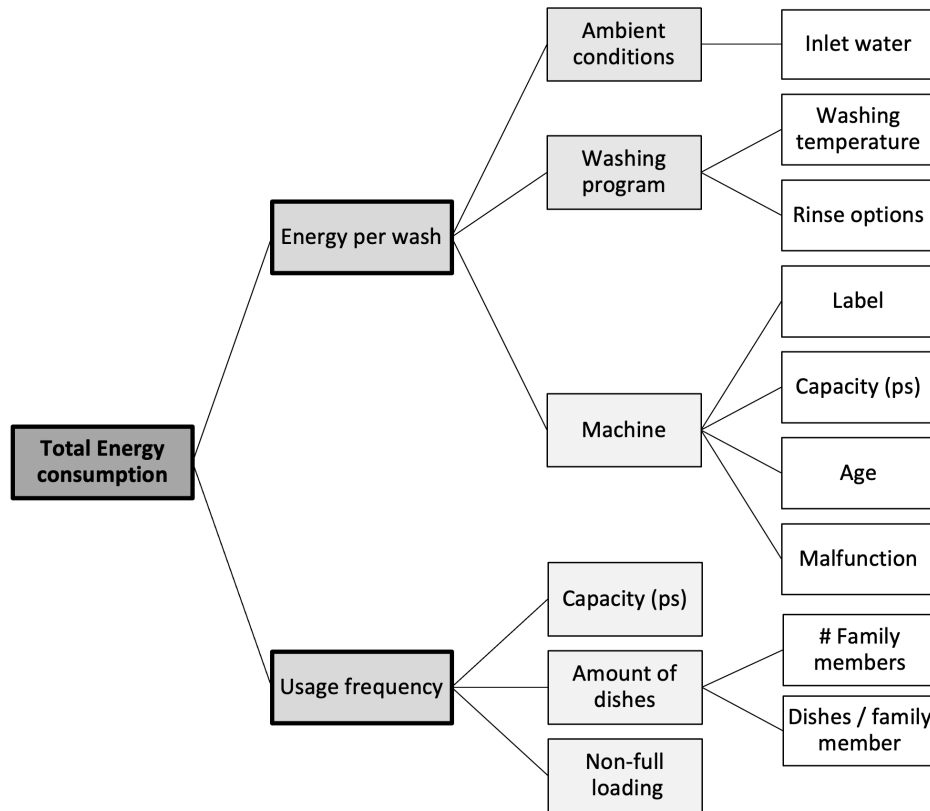 Ambient
conditions
Inlet water
Washing
temperature
Washing
program
Rinse options
Energy per wash
Label
Capacity (ps)
Machine
Age
Malfunction
Total Energy
consumption
Capacity (ps)
# Family
members
Usage frequency
Amount of
dishes
Dishes / family
member
Non-full
loading